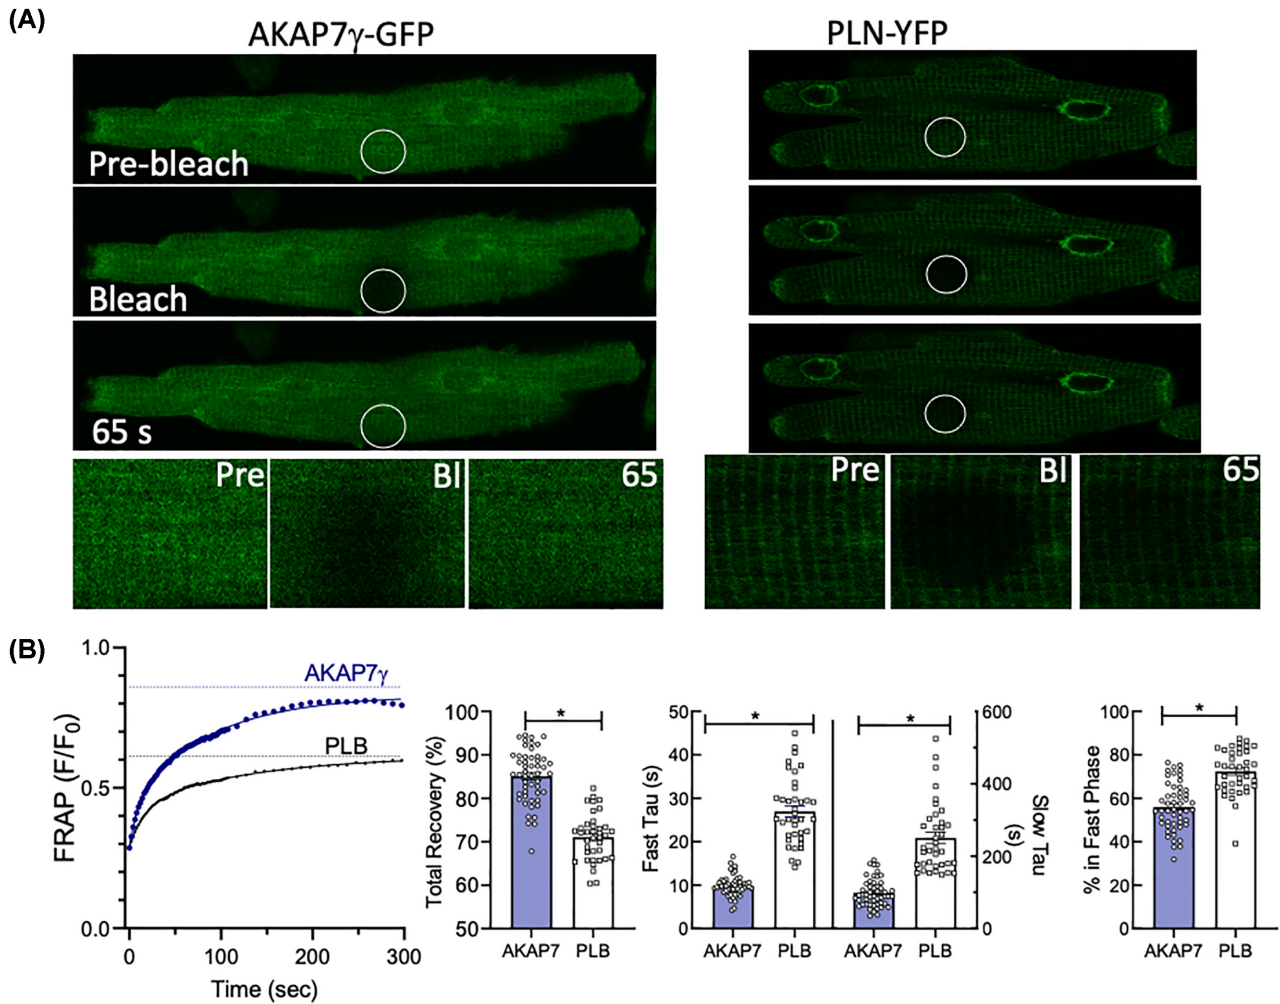 (A)
AKAP7γ-GFP
PLN-YFP
Pre-bleach
Bleach
65 s
Pre
Bl
65
Pre
Bl
65
(B)
FRAP (F/F0)
1.0
0.5
0.0
AKAP7γ
PLB
0
100
200
300
Time (sec)
Total Recovery (%)
100
90
80
70
60
50
*
AKAP7
PLB
Fast Tau (s)
50
40
30
20
10
0
*
*
AKAP7
PLB
AKAP7
PLB
600
400
200
0
Slow Tau
(s)
% in Fast Phase
100
80
60
40
20
0
*
AKAP7
PLB